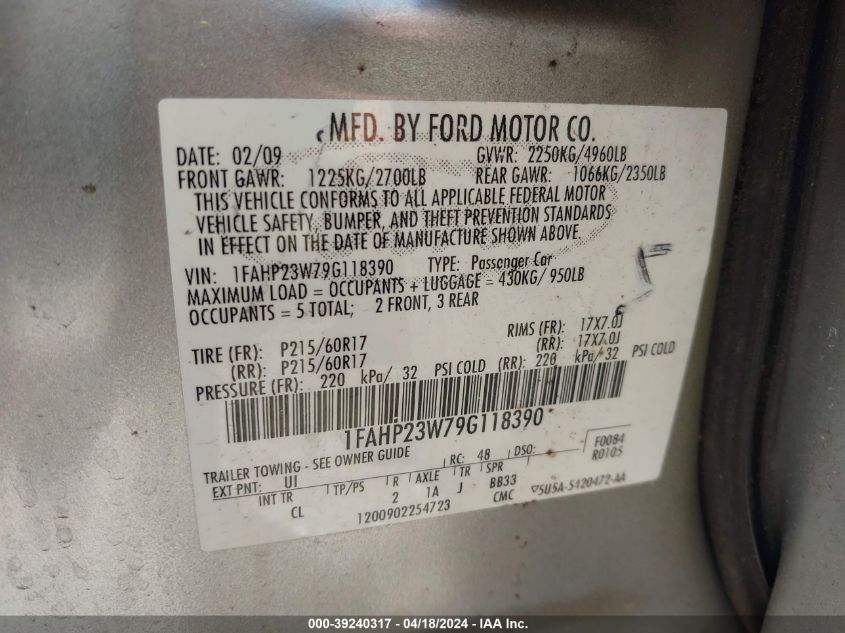 MFD. BY FORD MOTOR CO.
DATE: 02/09 GVWR: 2250KG/4960LB
FRONT GAWR: 1225KG/2700LB REAR GAWR: 1066KG/2350LB
THIS VEHICLE CONFORMS TO ALL APPLICABLE FEDERAL MOTOR
VEHICLE SAFETY, BUMPER, AND THEFT PREVENTION STANDARDS
IN EFFECT ON THE DATE OF MANUFACTURE SHOWN ABOVE.
VIN: 1FAHP23W79G118390 TYPE: Passenger Car
MAXIMUM LOAD = OCCUPANTS + LUGGAGE = 430KG/ 950LB
OCCUPANTS = 5 TOTAL; 2 FRONT, 3 REAR
TIRE (FR): P215/60R17 RIMS (FR): 17X7.0J
(RR): P215/60R17 (RR): 17X7.0J
PRESSURE (FR): 220 kPa/ 32 PSI COLD (RR): 220 kPa/ 32 PSI COLD
1FAHP23W79G118390
TRAILER TOWING - SEE OWNER GUIDE RC: 48 DSO: F0084
EXT PNT: UI R0105
INT TR TP/PS R AXLE TR SPR
CL 2 1A J BB33
1200902254723 CMC 5U5A-5420472-AA
000-39240317 - 04/18/2024 - IAA Inc.